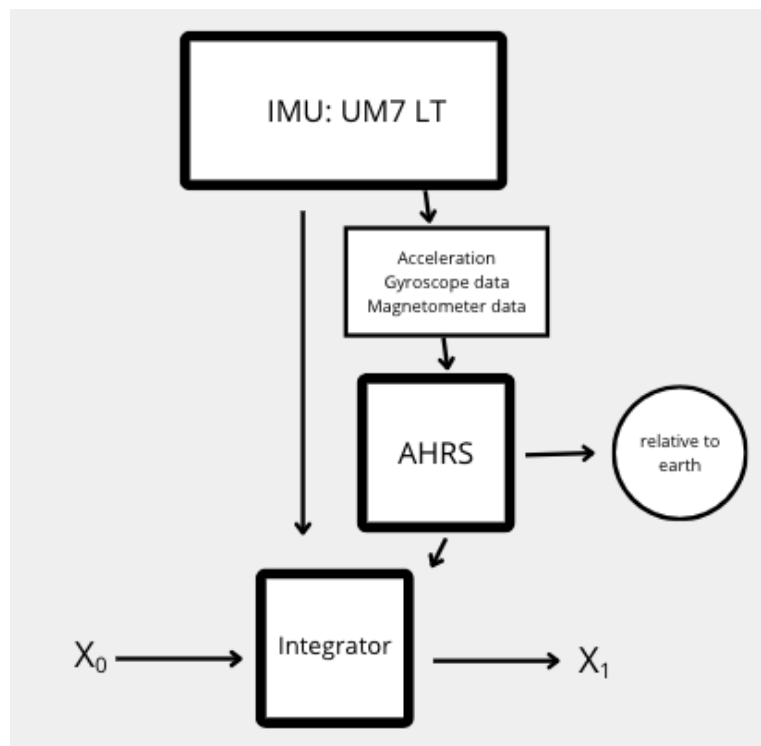 IMU: UM7 LT
Acceleration
Gyroscope data
Magnetometer data
AHRS
relative to
earth
Integrator
X₀
X₁